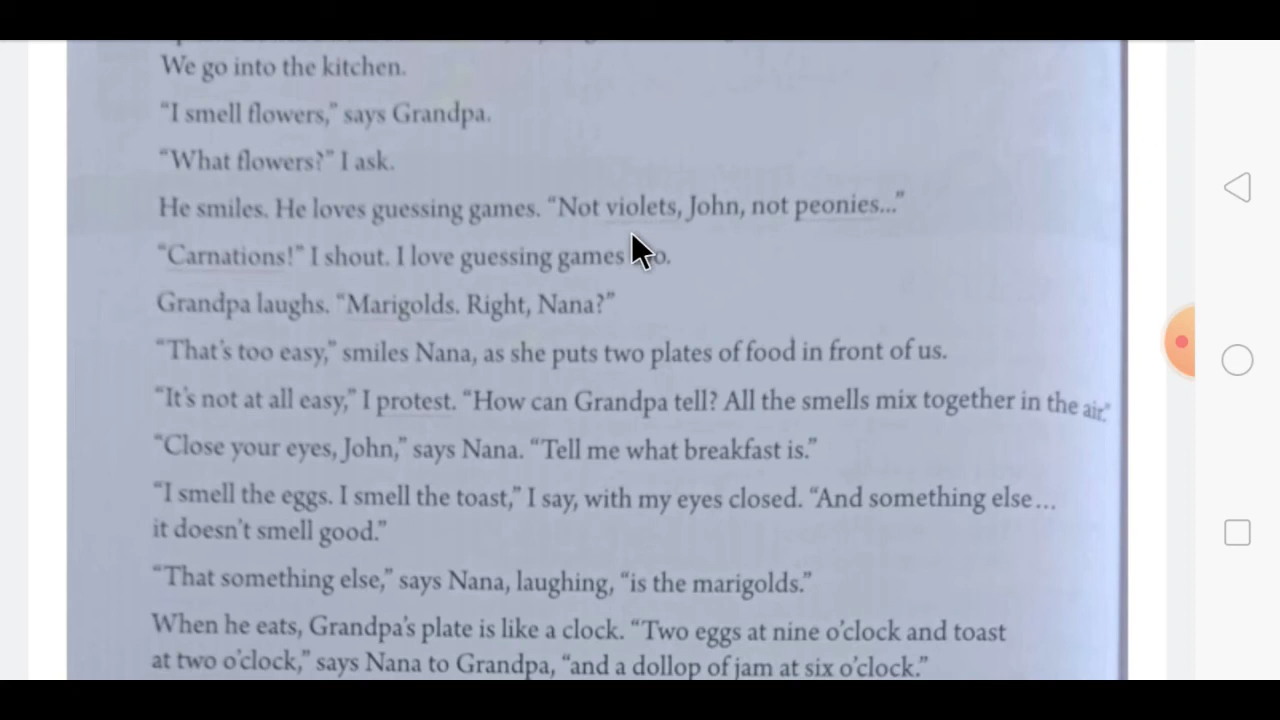 We go into the kitchen.
“I smell flowers,” says Grandpa.
“What flowers?” I ask.
He smiles. He loves guessing games. “Not violets, John, not peonies...”
“Carnations!” I shout. I love guessing games
Grandpa laughs. “Marigolds. Right, Nana?”
“That's too easy,” smiles Nana, as she puts two plates of food in front of us.
“It's not at all easy,” I protest. “How can Grandpa tell? All the smells mix together in the air.”
“Close your eyes, John,” says Nana. “Tell me what breakfast is.”
“I smell the eggs. I smell the toast,” I say, with my eyes closed. “And something else...
it doesn't smell good.”
“That something else,” says Nana, laughing, “is the marigolds.”
When he eats, Grandpa's plate is like a clock. “Two eggs at nine o'clock and toast
at two o'clock,” says Nana to Grandpa, “and a dollop of jam at six o'clock.”